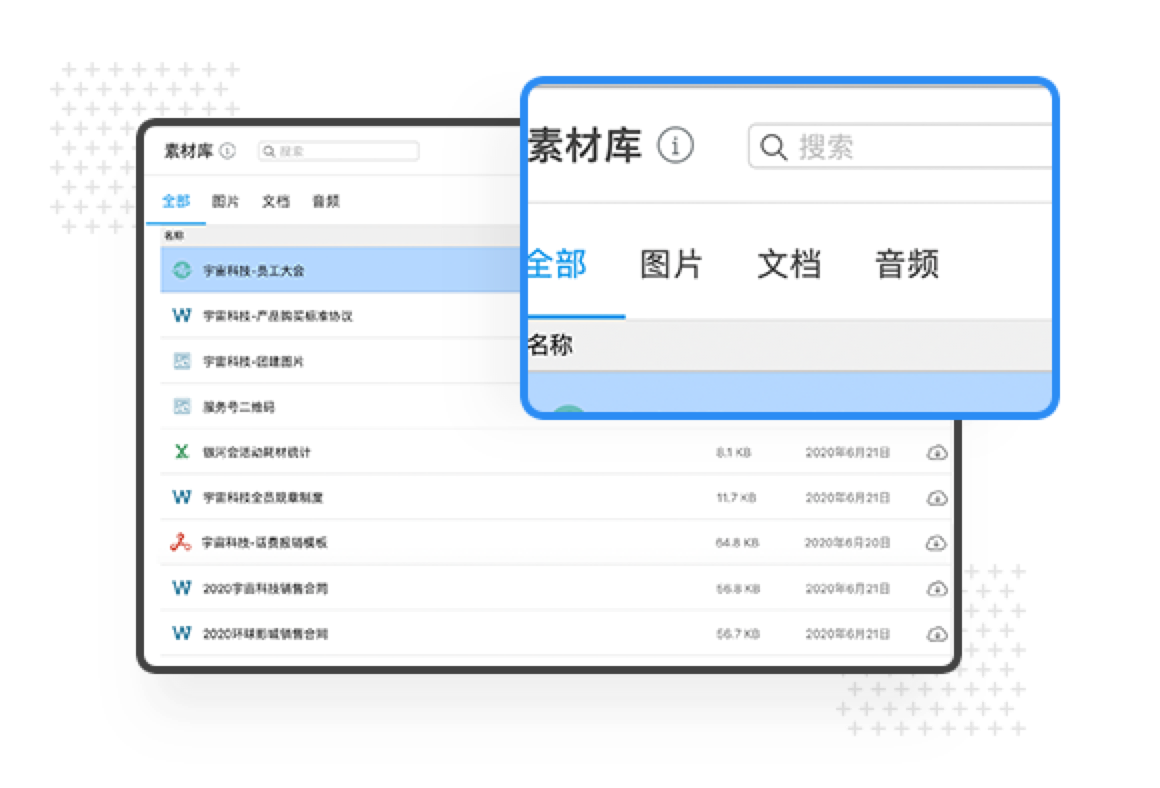 素材库 搜索
全部 图片 文档 音频
名称
宇宙科技-员工大会
宇宙科技-产品购买标准协议
宇宙科技-团建图片
服务号二维码
银河会活动耗材统计 8.1 KB 2020年6月21日
宇宙科技全员规章制度 11.7 KB 2020年6月21日
宇宙科技-话费报销模板 64.8 KB 2020年6月20日
2020宇宙科技销售合同 56.8 KB 2020年6月21日
2020环球影城销售合同 56.7 KB 2020年6月21日
素材库 搜索
全部 图片 文档 音频
名称